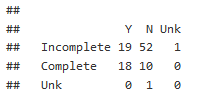 ##
##              Y  N Unk
##   Incomplete 19 52   1
##   Complete   18 10   0
##   Unk         0  1   0